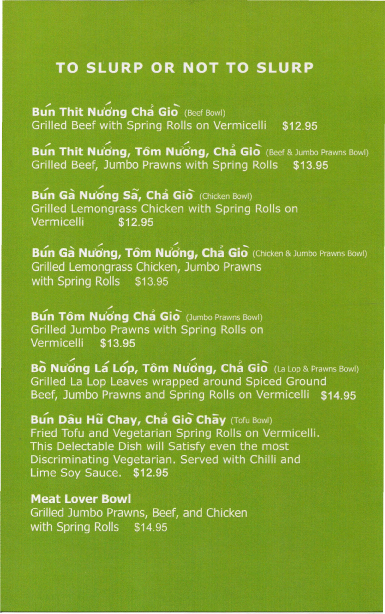 TO SLURP OR NOT TO SLURP
Bún Thit Nướng Chá Giò (Beef Bowl)
Grilled Beef with Spring Rolls on Vermicelli $12.95
Bún Thit Nướng, Tôm Nướng, Chả Giò (Beef & Jumbo Prawns Bowl)
Grilled Beef, Jumbo Prawns with Spring Rolls $13.95
Bún Gà Nướng Sã, Chá Giò (Chicken Bowl)
Grilled Lemongrass Chicken with Spring Rolls on
Vermicelli $12.95
Bún Gà Nướng, Tôm Nướng, Chả Giò (Chicken & Jumbo Prawns Bowl)
Grilled Lemongrass Chicken, Jumbo Prawns
with Spring Rolls $13.95
Bún Tôm Nướng Chá Giò (Jumbo Prawns Bowl)
Grilled Jumbo Prawns with Spring Rolls on
Vermicelli $13.95
Bò Nướng Lá Lóp, Tôm Nướng, Chả Giò (La Lop & Prawns Bowl)
Grilled La Lop Leaves wrapped around Spiced Ground
Beef, Jumbo Prawns and Spring Rolls on Vermicelli $14.95
Bún Dâu Hũ Chay, Chả Giò Chãy (Tofu Bowl)
Fried Tofu and Vegetarian Spring Rolls on Vermicelli.
This Delectable Dish will Satisfy even the most
Discriminating Vegetarian. Served with Chilli and
Lime Soy Sauce. $12.95
Meat Lover Bowl
Grilled Jumbo Prawns, Beef, and Chicken
with Spring Rolls $14.95